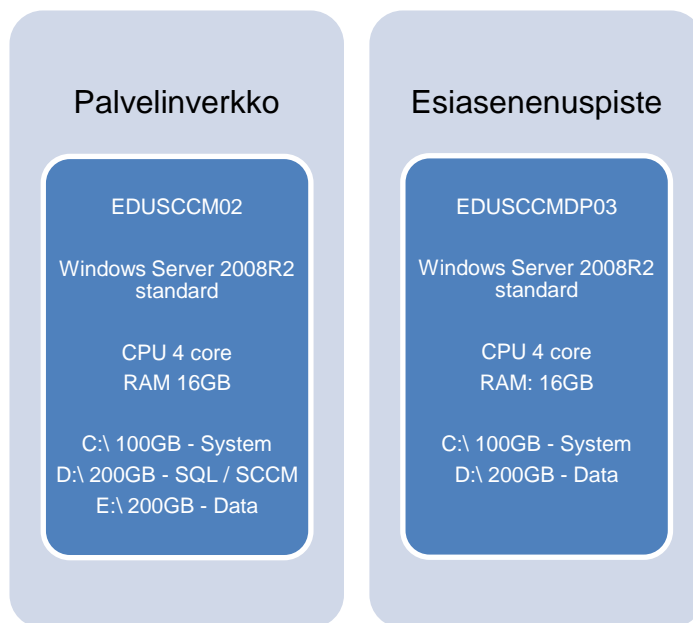 Palvelinverkko
EDUSCCM02
Windows Server 2008R2
standard
CPU 4 core
RAM 16GB
C:\ 100GB - System
D:\ 200GB - SQL / SCCM
E:\ 200GB - Data
Esiasenenuspiste
EDUSCCMDP03
Windows Server 2008R2
standard
CPU 4 core
RAM: 16GB
C:\ 100GB - System
D:\ 200GB - Data